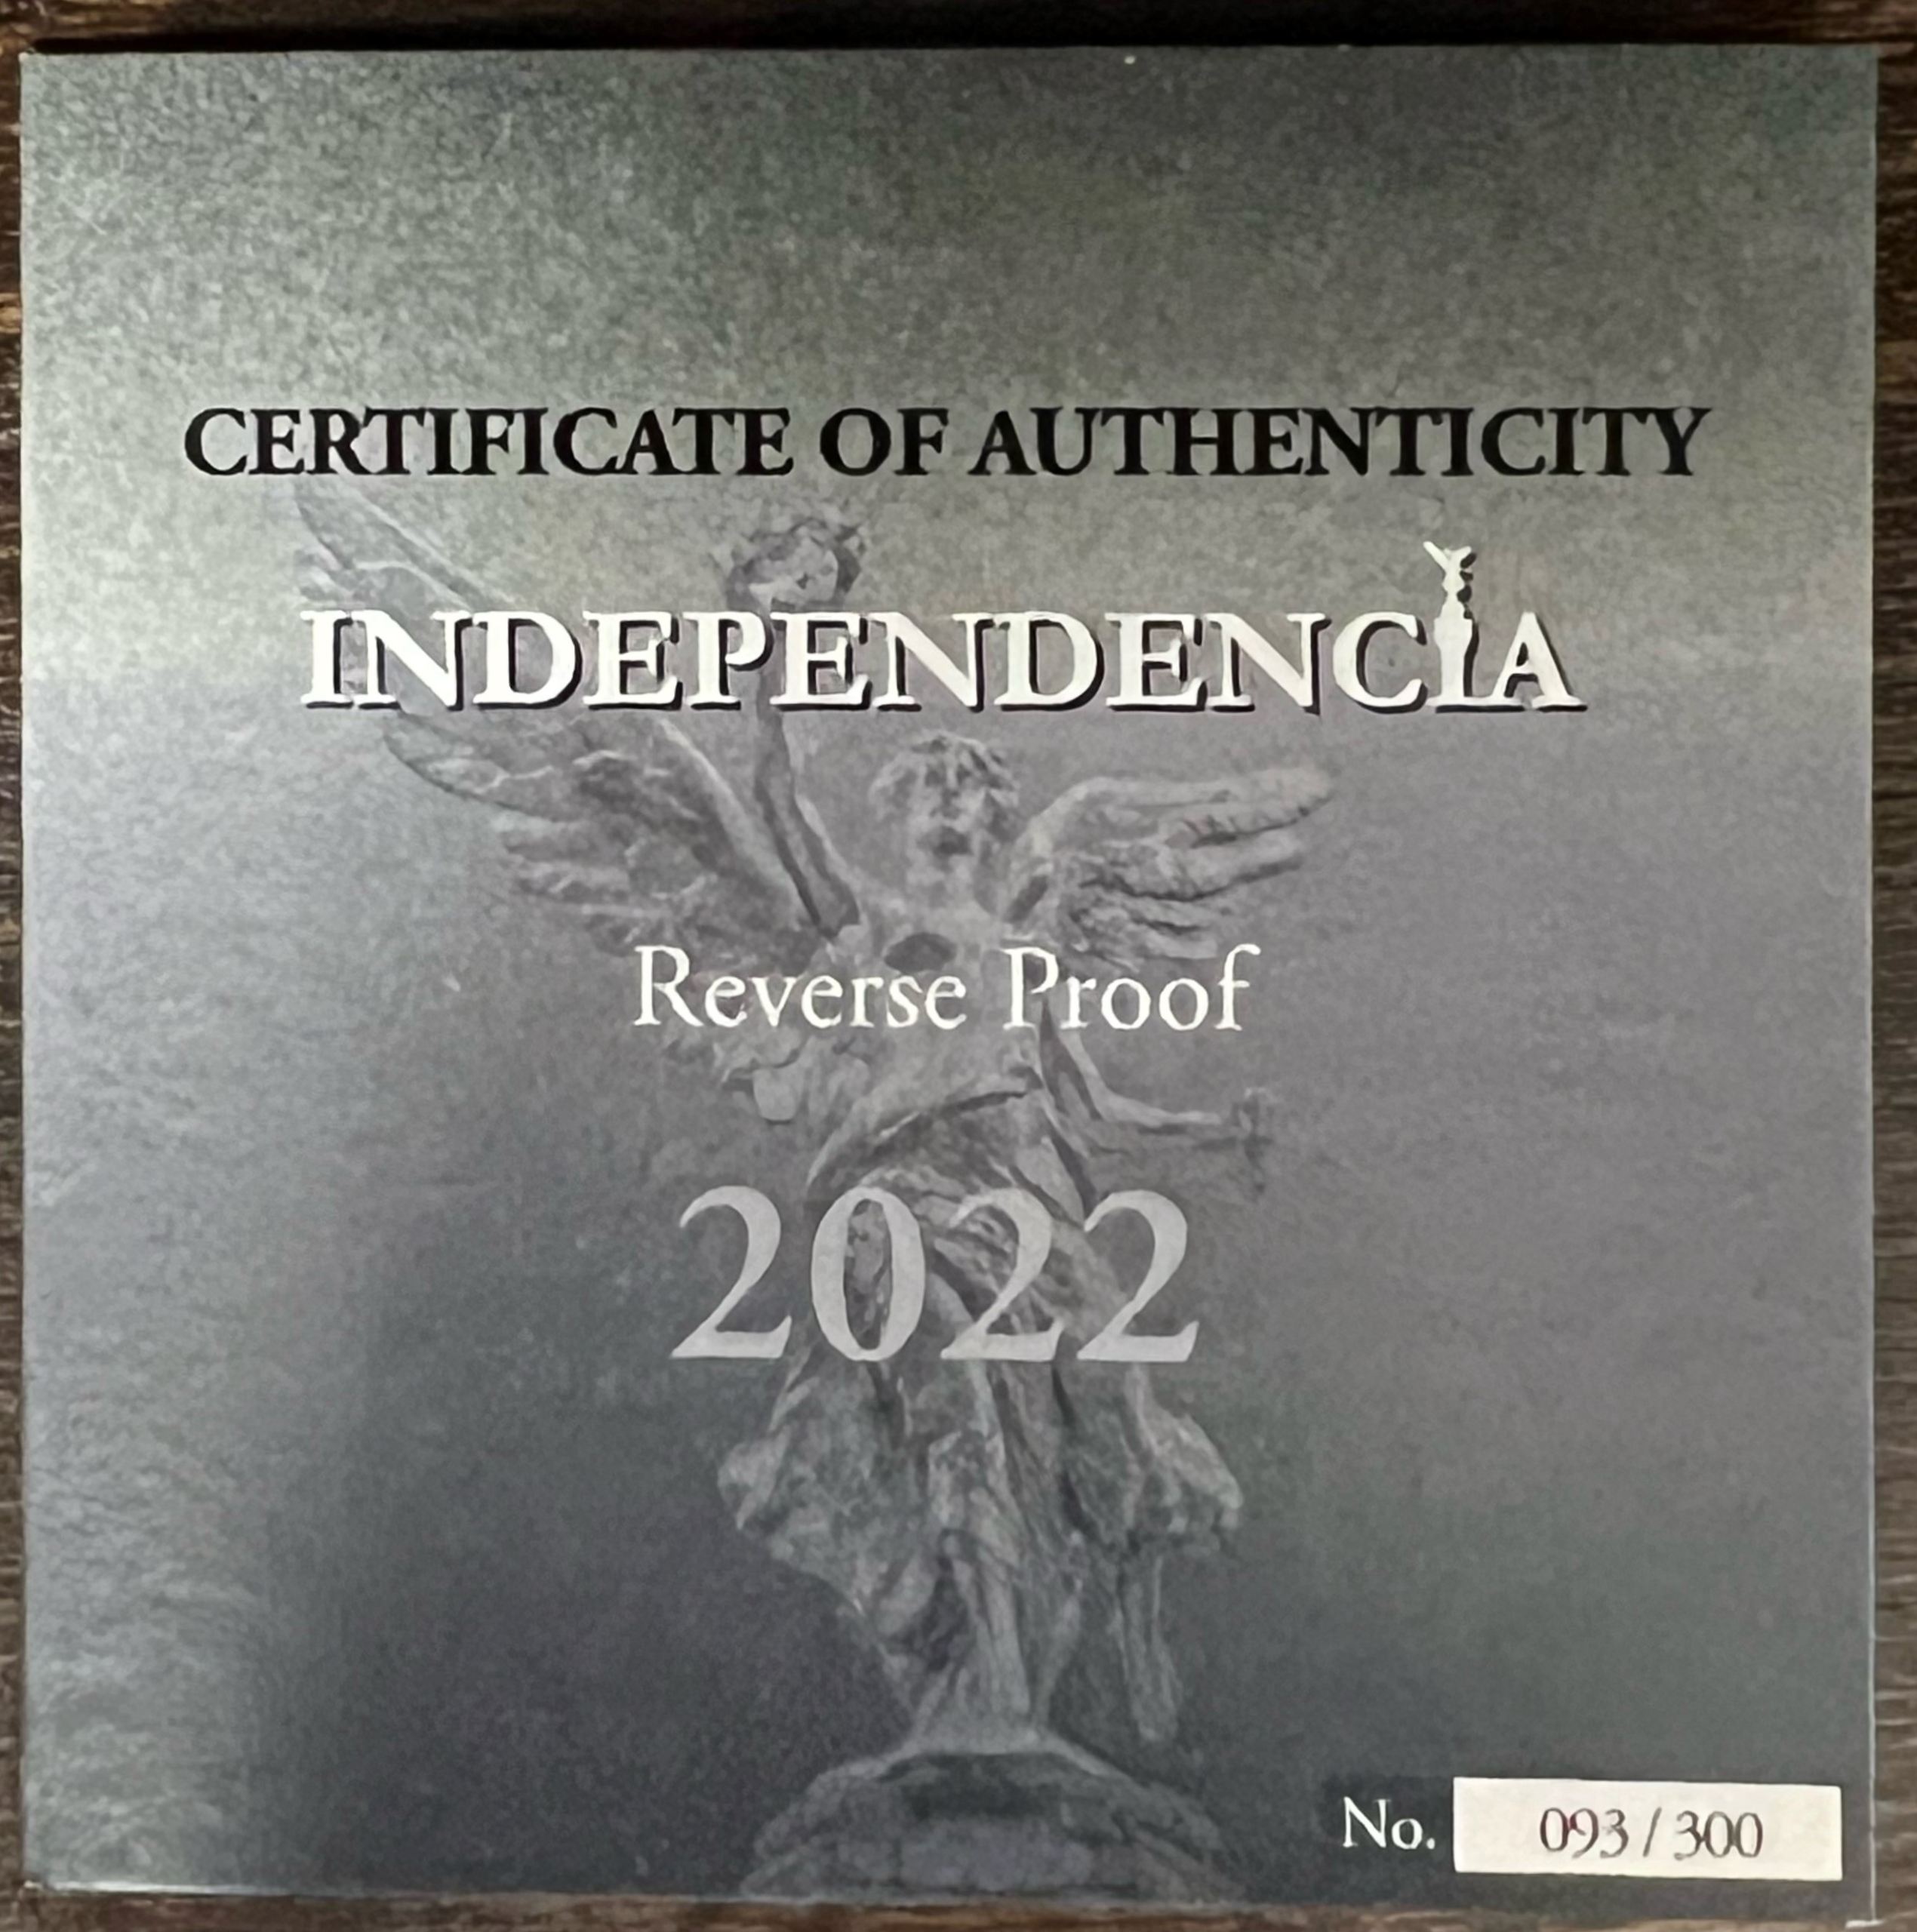 CERTIFICATE OF AUTHENTICITY
INDEPENDENCIA
Reverse Proof
2022
No. 093 / 300